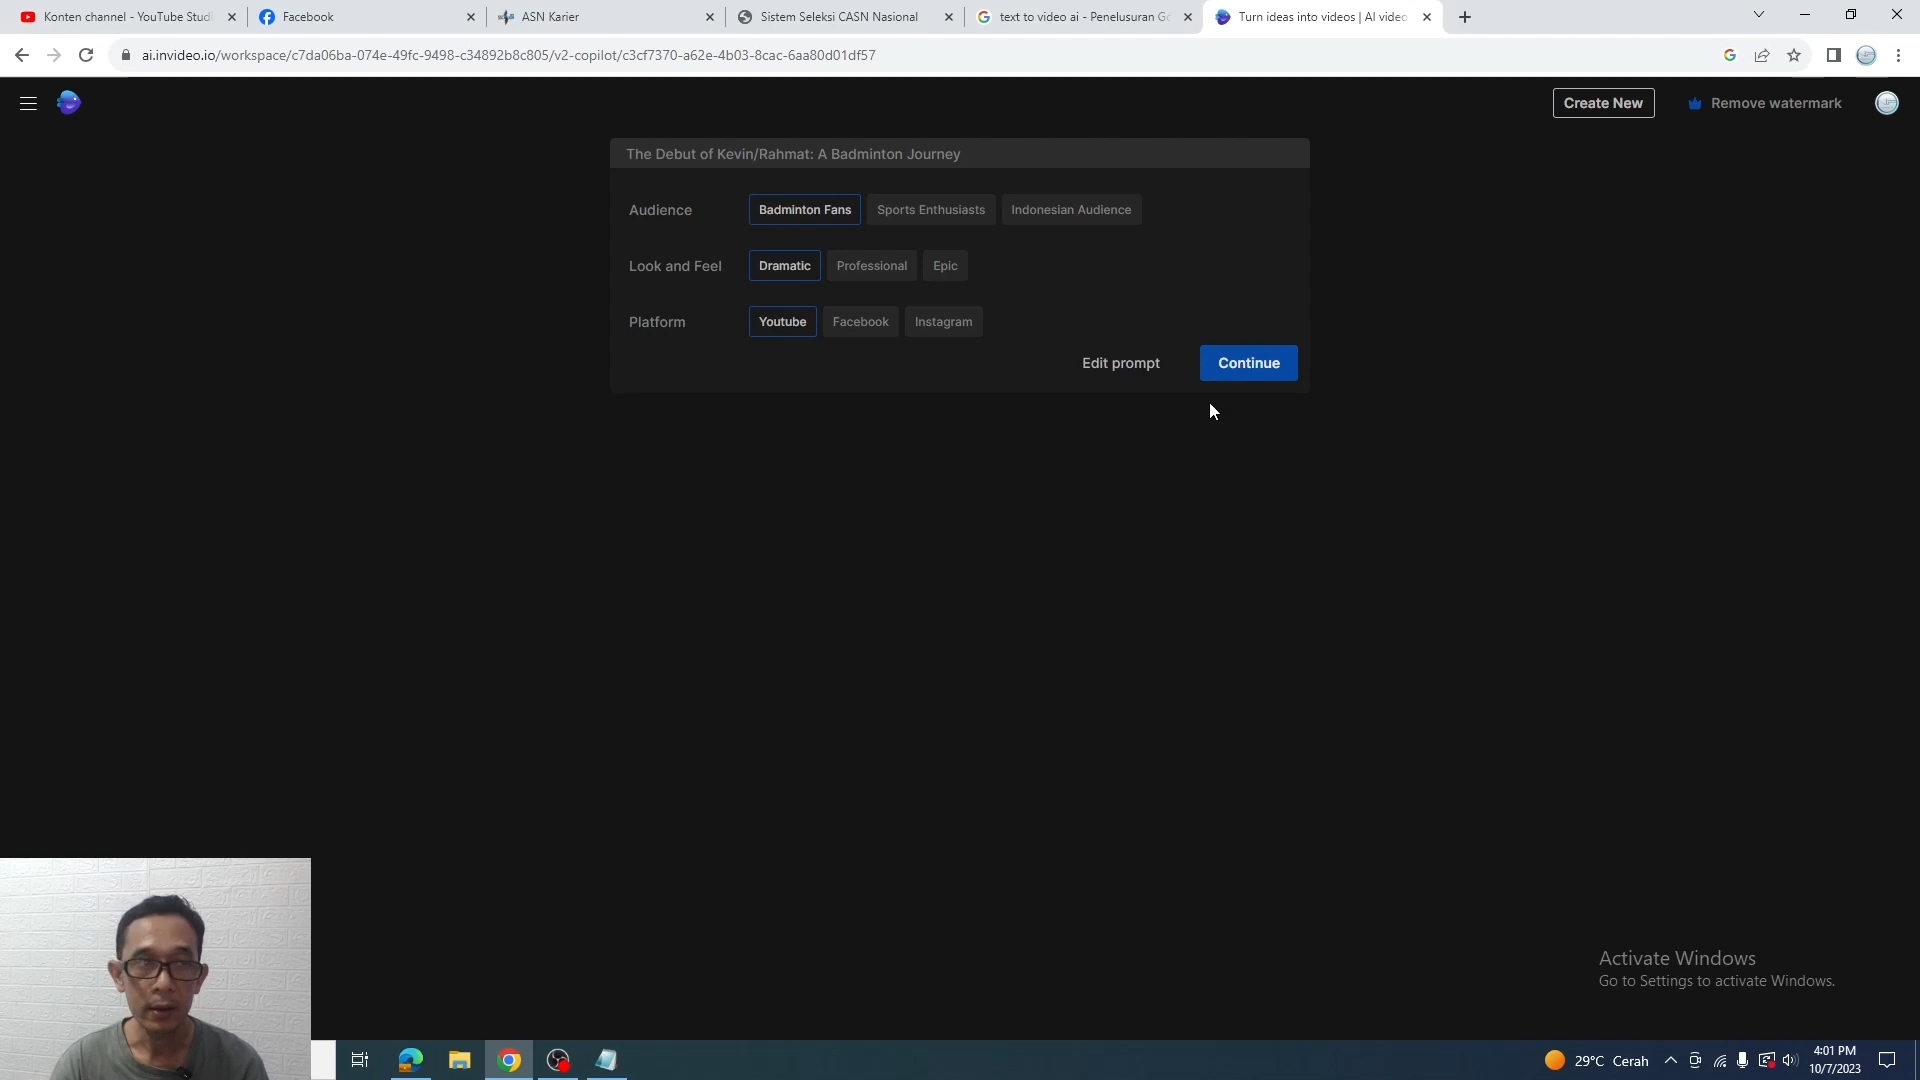 Konten channel - YouTube Studi
Facebook
ASN Karier
Sistem Seleksi CASN Nasional
text to video ai - Penelusuran Go
Turn ideas into videos | AI video
ai.invideo.io/workspace/c7da06ba-074e-49fc-9498-c34892b8c805/v2-copilot/c3cf7370-a62e-4b03-8cac-6aa80d01df57
Create New
Remove watermark
The Debut of Kevin/Rahmat: A Badminton Journey
Audience
Badminton Fans
Sports Enthusiasts
Indonesian Audience
Look and Feel
Dramatic
Professional
Epic
Platform
Youtube
Facebook
Instagram
Edit prompt
Continue
Activate Windows
Go to Settings to activate Windows.
29°C Cerah
4:01 PM
10/7/2023